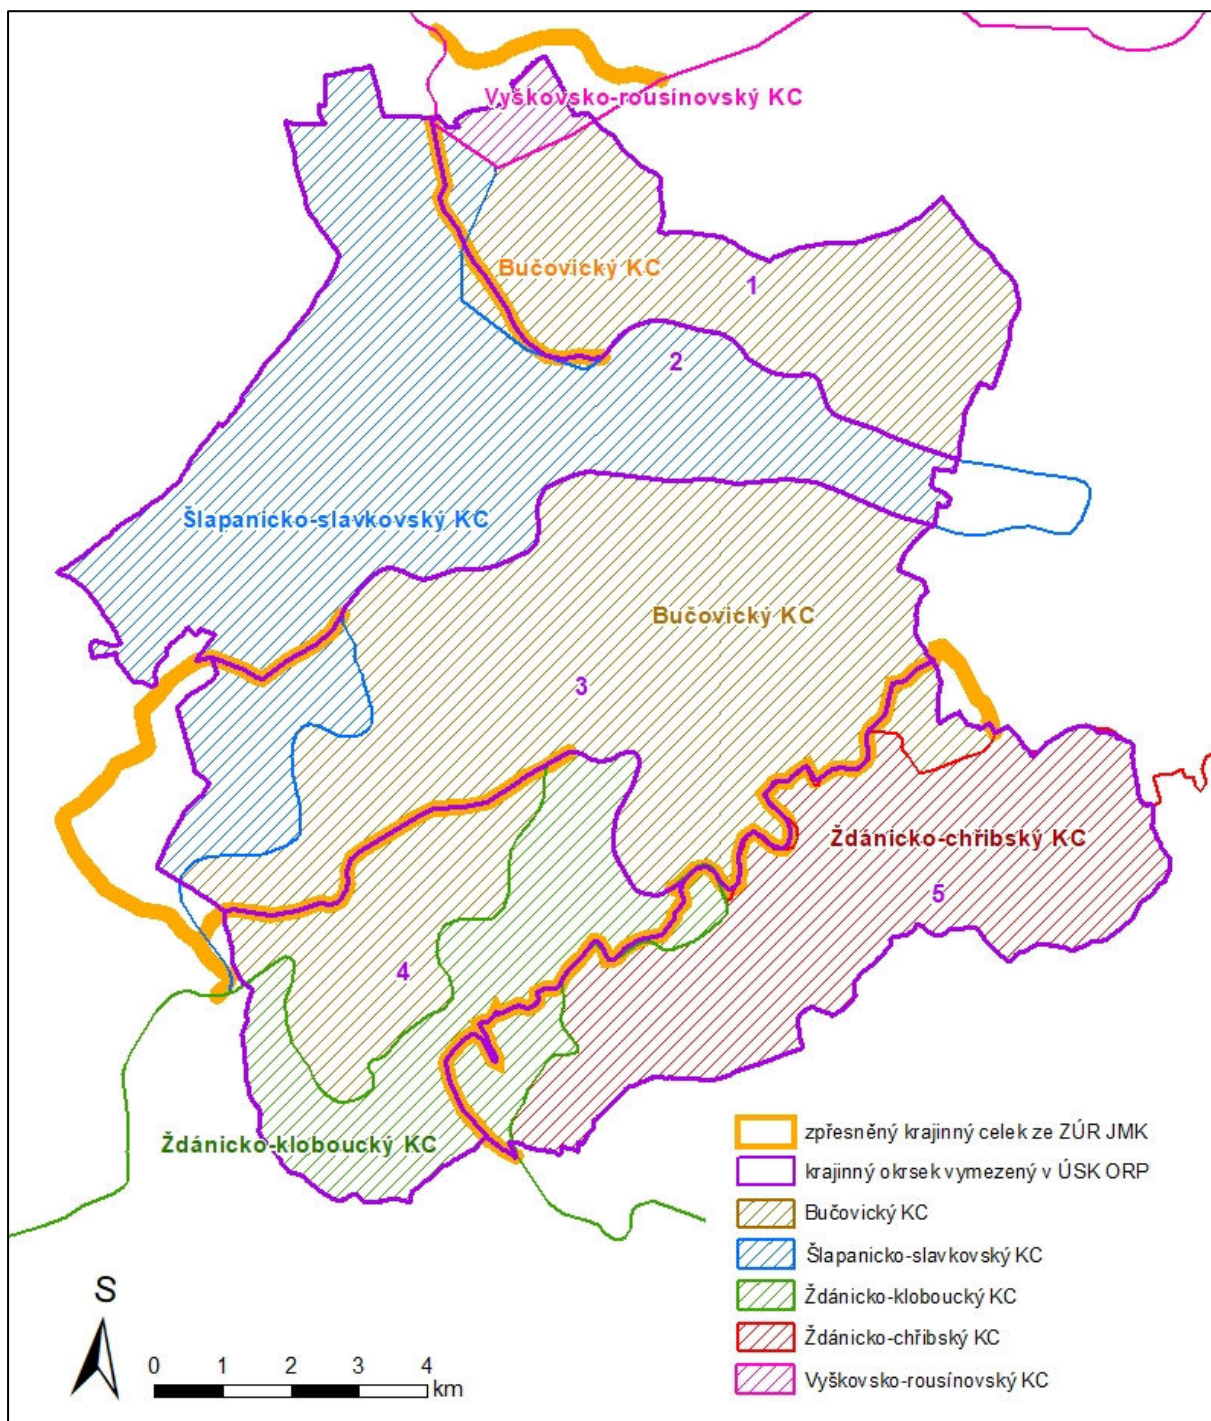 Vyškovsko-rousínovský KC
Bučovický KC
1
2
Šlapanicko-slavkovský KC
Bučovický KC
3
Ždánicko-chřibský KC
5
4
Ždánicko-kloboucký KC
zpřesněný krajinný celek ze ZÚR JMK
krajinný okrsek vymezený v ÚSK ORP
Bučovický KC
Šlapanicko-slavkovský KC
Ždánicko-kloboucký KC
Ždánicko-chřibský KC
Vyškovsko-rousínovský KC
S
0 1 2 3 4
km